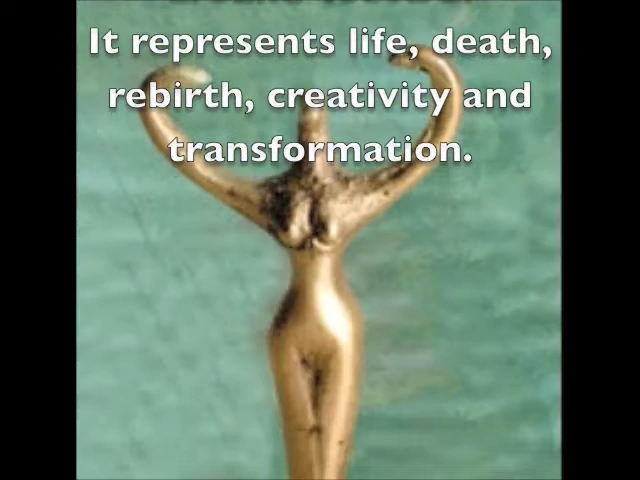 It represents life, death,
rebirth, creativity and
transformation.